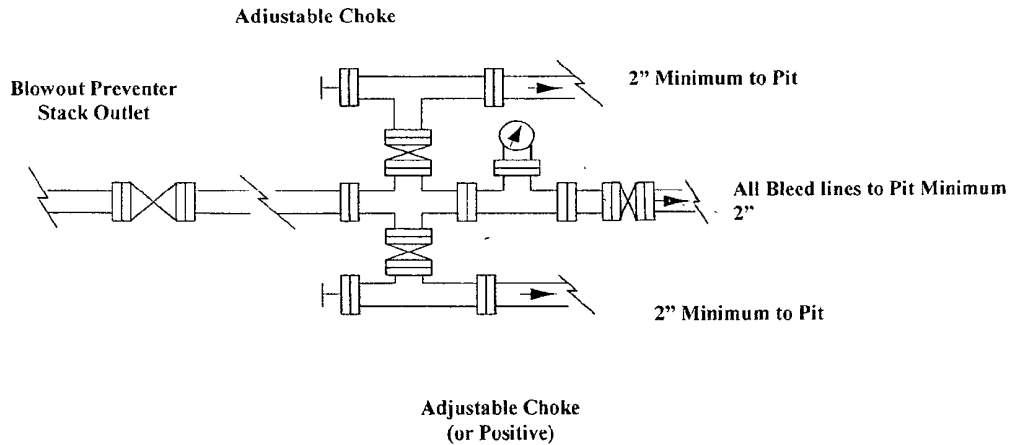 Adjustable Choke
2” Minimum to Pit
Blowout Preventer
Stack Outlet
All Bleed lines to Pit Minimum
2”
2” Minimum to Pit
Adjustable Choke
(or Positive)